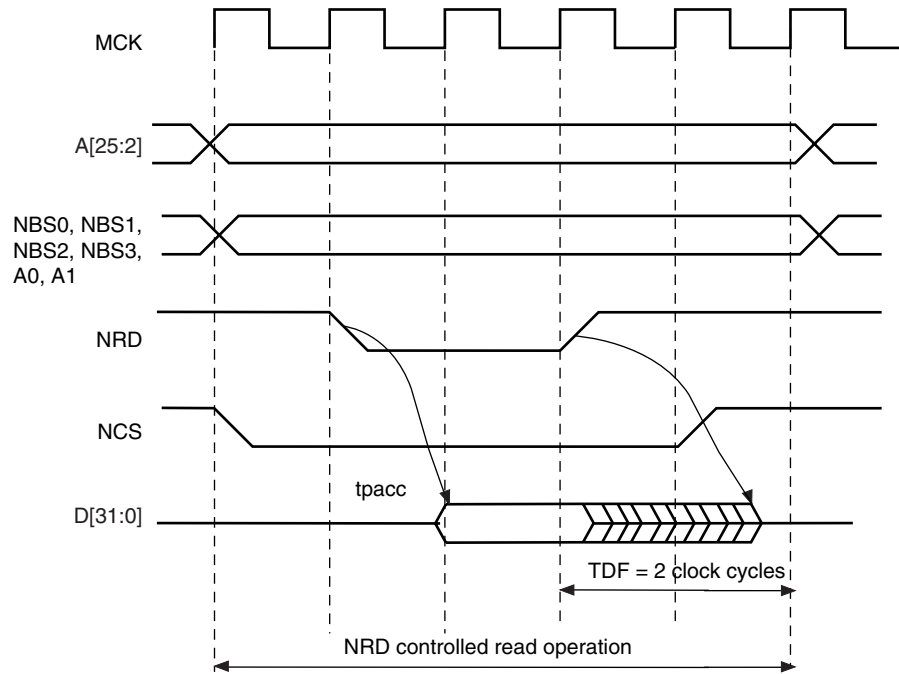 MCK
A[25:2]
NBS0, NBS1,
NBS2, NBS3,
A0, A1
NRD
NCS
tpacc
D[31:0]
TDF = 2 clock cycles
NRD controlled read operation